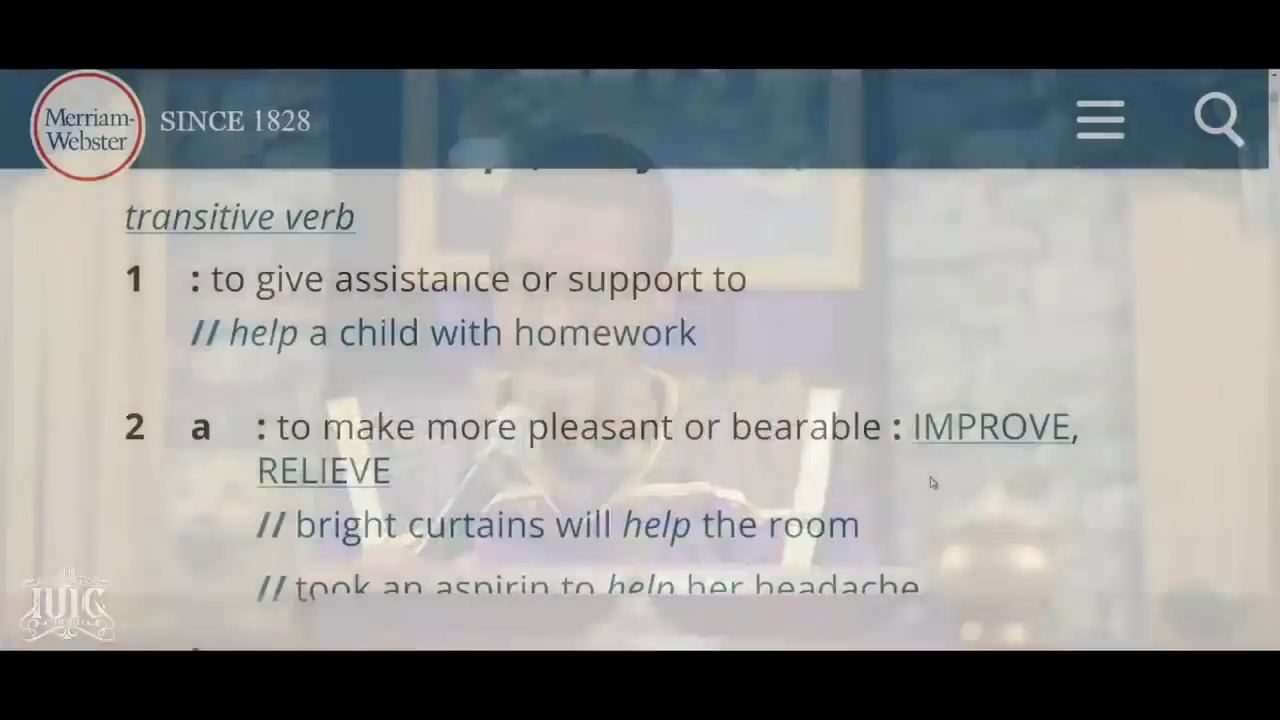 Merriam-
Webster
SINCE 1828
transitive verb
1 : to give assistance or support to
// help a child with homework
2 a : to make more pleasant or bearable : IMPROVE,
RELIEVE
// bright curtains will help the room
// took an aspirin to help her headache
IUIC